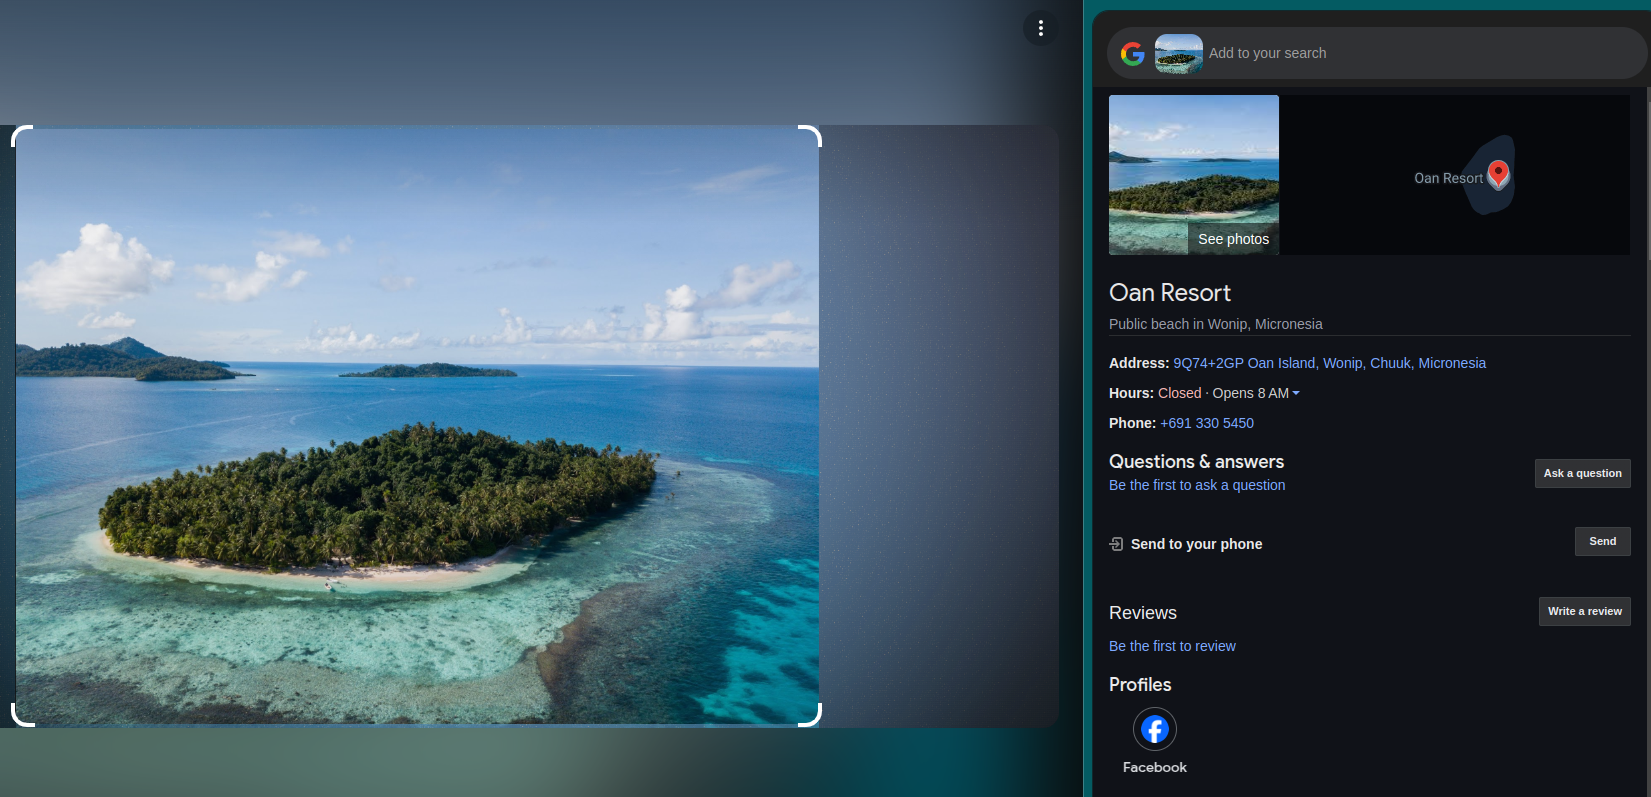 Add to your search
See photos
Oan Resort
Oan Resort
Public beach in Wonip, Micronesia
Address: 9Q74+2GP Oan Island, Wonip, Chuuk, Micronesia
Hours: Closed · Opens 8 AM
Phone: +691 330 5450
Questions & answers
Be the first to ask a question
Ask a question
Send to your phone
Send
Reviews
Write a review
Be the first to review
Profiles
Facebook